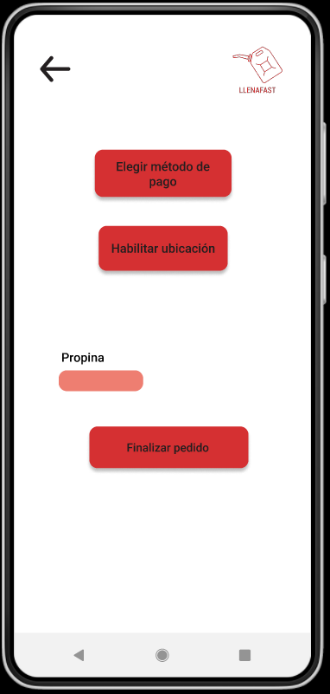 LLENAFAST
Elegir método de
pago
Habilitar ubicación
Propina
Finalizar pedido